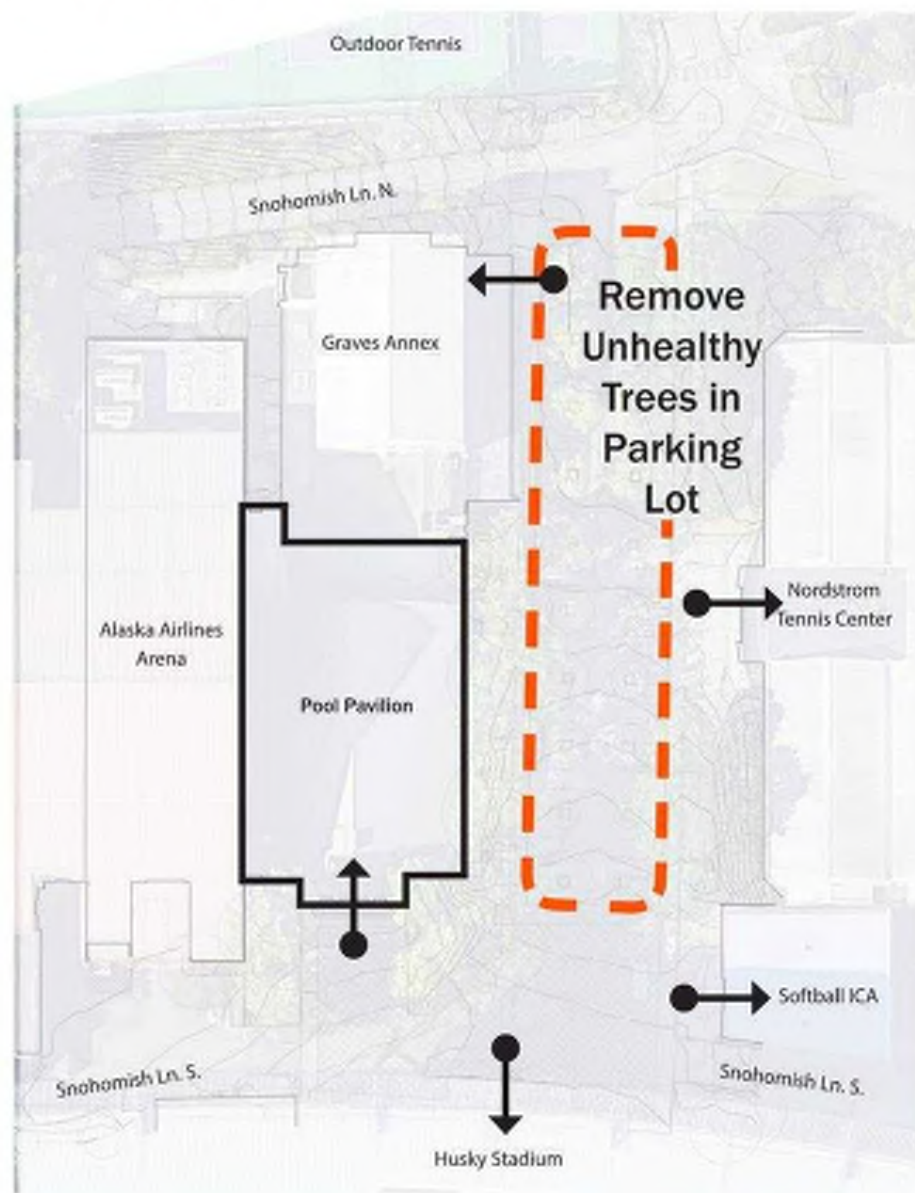 Outdoor Tennis
Snohomish Ln. N.
Remove
Unhealthy
Trees in
Parking
Lot
Graves Annex
Nordstrom
Tennis Center
Alaska Airlines
Arena
Pool Pavilion
Softball ICA
Snohomish Ln. S.
Snohomish Ln. S.
Husky Stadium